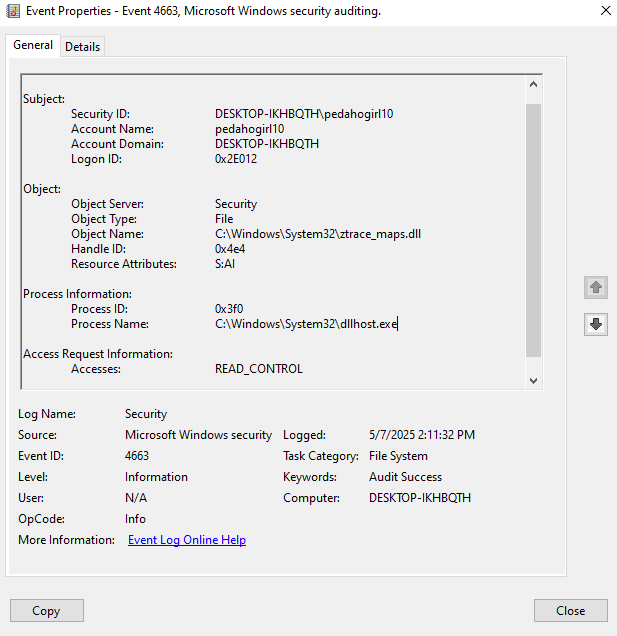 Event Properties - Event 4663, Microsoft Windows security auditing.
General Details
Subject:
Security ID: DESKTOP-IKHBQTH\pedahogirl10
Account Name: pedahogirl10
Account Domain: DESKTOP-IKHBQTH
Logon ID: 0x2E012
Object:
Object Server: Security
Object Type: File
Object Name: C:\Windows\System32\ztrace_maps.dll
Handle ID: 0x4e4
Resource Attributes: S:AI
Process Information:
Process ID: 0x3f0
Process Name: C:\Windows\System32\dllhost.exe
Access Request Information:
Accesses: READ_CONTROL
Log Name: Security
Source: Microsoft Windows security Logged: 5/7/2025 2:11:32 PM
Event ID: 4663 Task Category: File System
Level: Information Keywords: Audit Success
User: N/A Computer: DESKTOP-IKHBQTH
OpCode: Info
More Information: Event Log Online Help
Copy Close